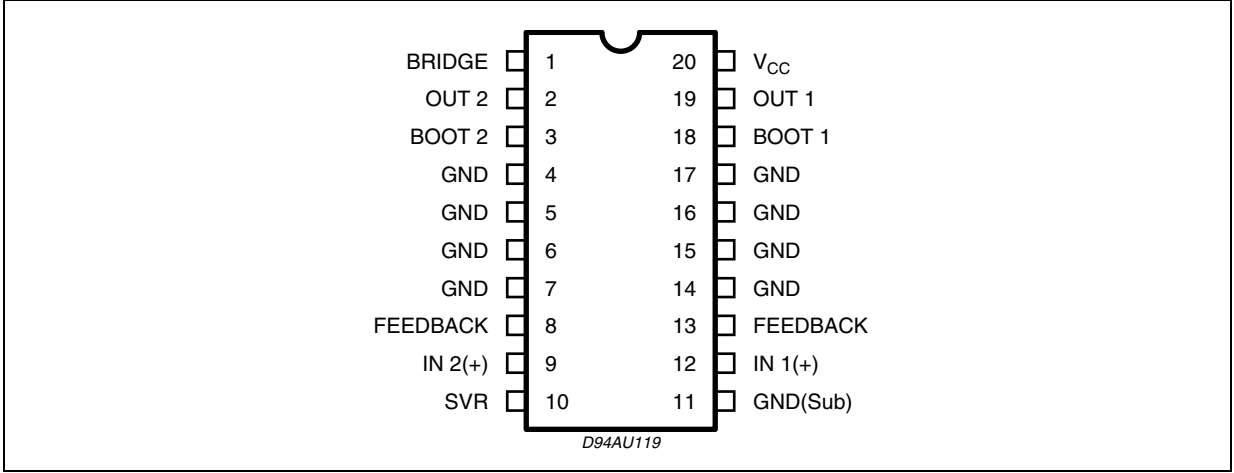 BRIDGE 1 20 VCC
OUT 2 2 19 OUT 1
BOOT 2 3 18 BOOT 1
GND 4 17 GND
GND 5 16 GND
GND 6 15 GND
GND 7 14 GND
FEEDBACK 8 13 FEEDBACK
IN 2(+) 9 12 IN 1(+)
SVR 10 11 GND(Sub)
D94AU119